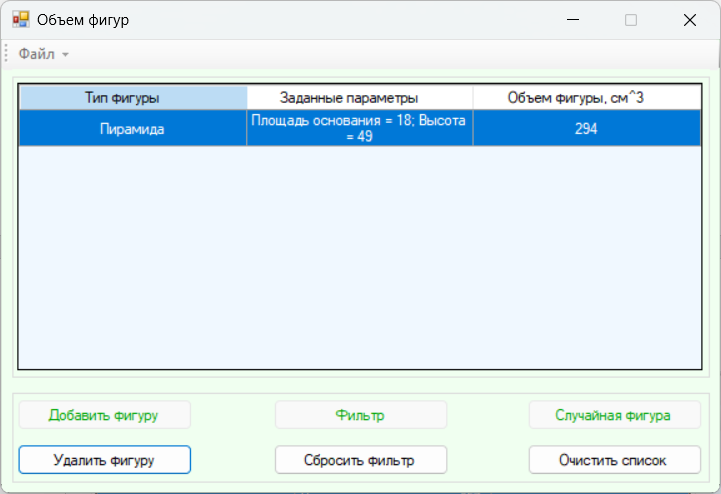 Объем фигур
Файл
Тип фигуры Заданные параметры Объем фигуры, см^3
Пирамида Площадь основания = 18; Высота
= 49 294
Добавить фигуру Фильтр Случайная фигура
Удалить фигуру Сбросить фильтр Очистить список